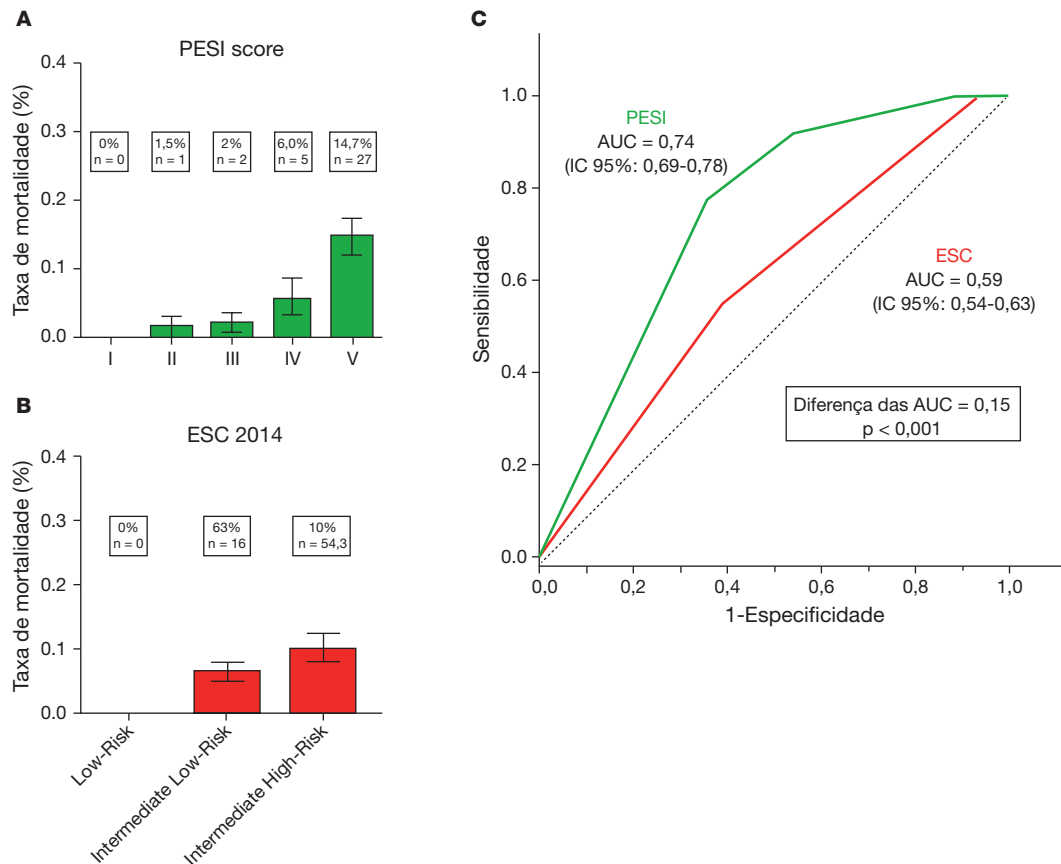 A
PESI score
Taxa de mortalidade (%)
0.4
0.3
0.2
0.1
0.0
0%
n = 0
1,5%
n = 1
2%
n = 2
6,0%
n = 5
14,7%
n = 27
I
II
III
IV
V
B
ESC 2014
Taxa de mortalidade (%)
0.4
0.3
0.2
0.1
0.0
0%
n = 0
63%
n = 16
10%
n = 54,3
Low-Risk
Intermediate Low-Risk
Intermediate High-Risk
C
Sensibilidade
1.0
0.8
0.6
0.4
0.2
0.0
PESI
AUC = 0,74
(IC 95%: 0,69-0,78)
ESC
AUC = 0,59
(IC 95%: 0,54-0,63)
Diferença das AUC = 0,15
p < 0,001
0,0
0,2
0,4
0,6
0,8
1,0
1-Especificidade